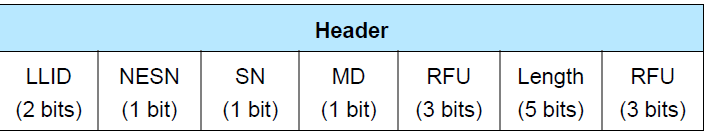 Header
LLID NESN SN MD RFU Length RFU
(2 bits) (1 bit) (1 bit) (1 bit) (3 bits) (5 bits) (3 bits)